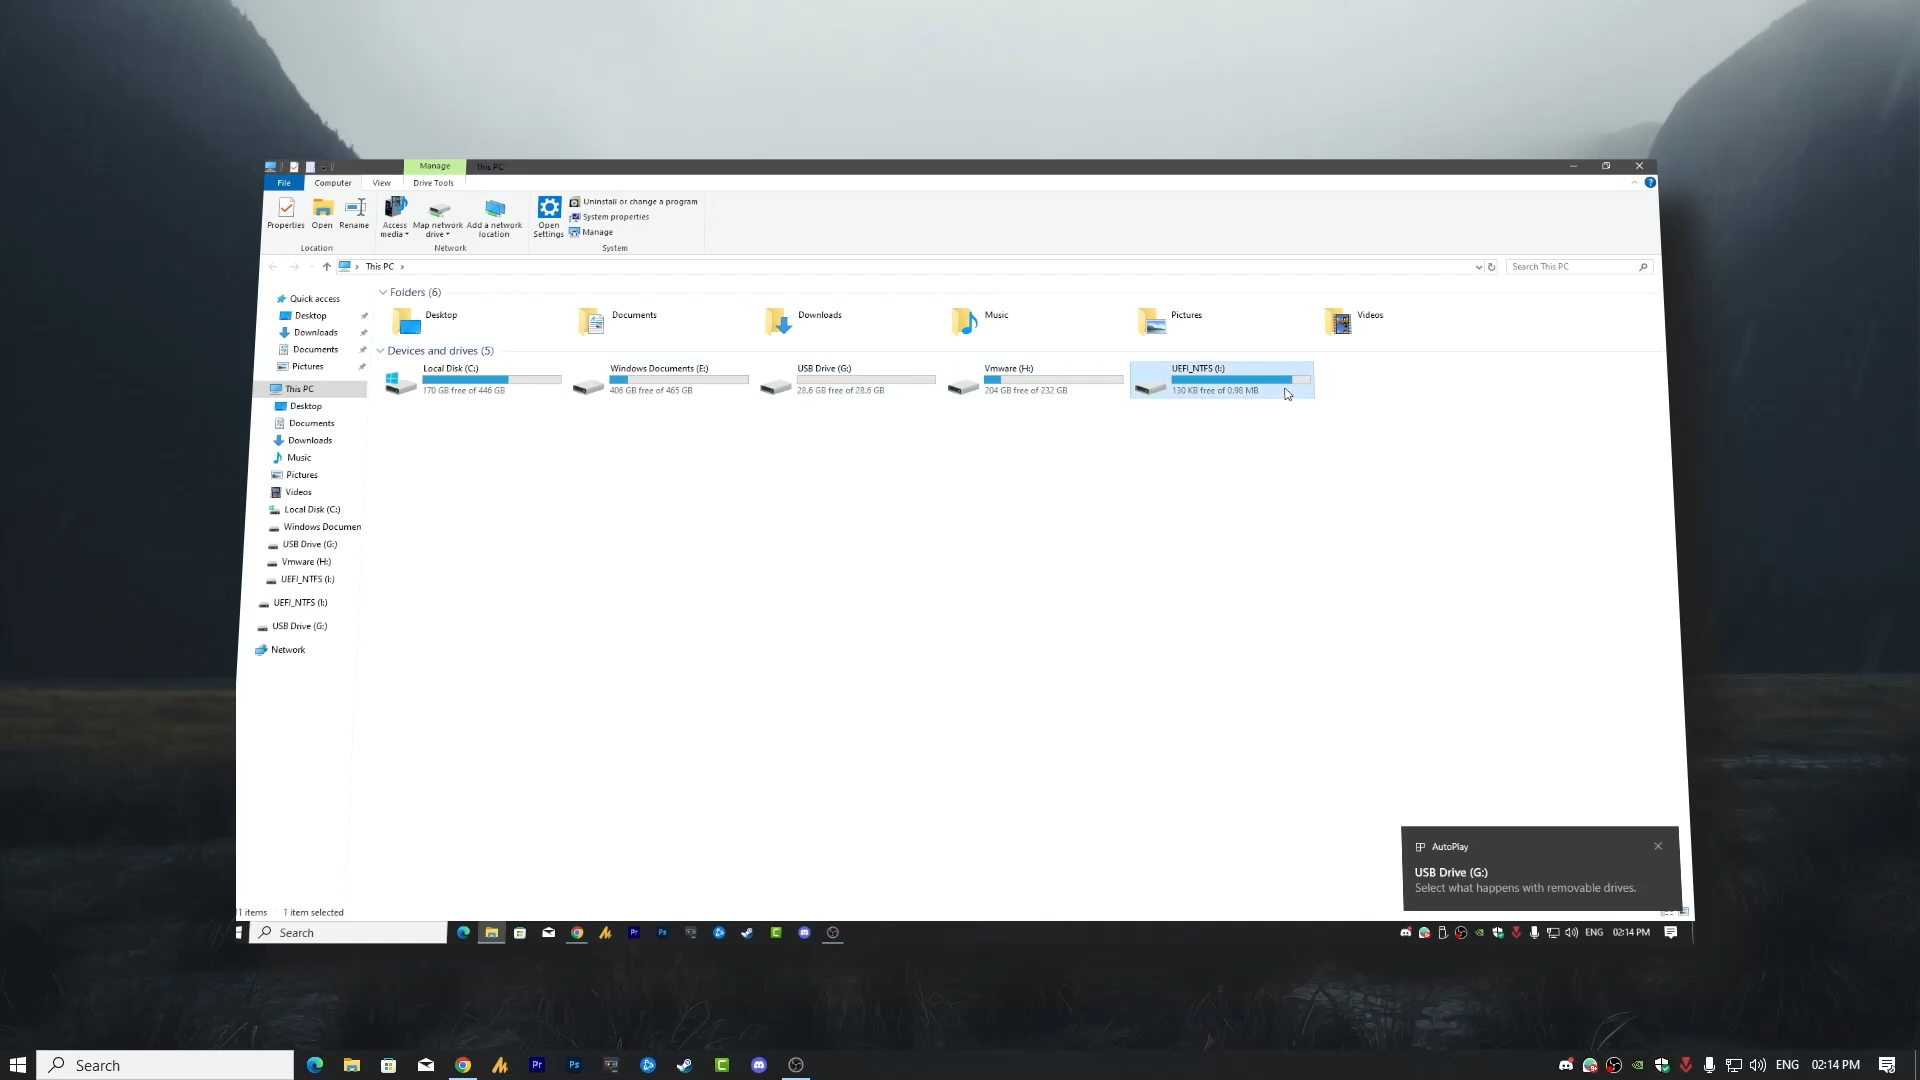 Manage
This PC
File
Computer
View
Drive Tools
Properties
Open
Rename
Access media
Map network drive
Add a network location
Open Settings
Uninstall or change a program
System properties
Manage
Location
Network
System
This PC
Search This PC
Quick access
Desktop
Downloads
Documents
Pictures
This PC
Desktop
Documents
Downloads
Music
Pictures
Videos
Local Disk (C:)
Windows Documen
USB Drive (G:)
Vmware (H:)
UEFI_NTFS (I:)
UEFI_NTFS (I:)
USB Drive (G:)
Network
Folders (6)
Desktop
Documents
Downloads
Music
Pictures
Videos
Devices and drives (5)
Local Disk (C:)
170 GB free of 446 GB
Windows Documents (E:)
406 GB free of 465 GB
USB Drive (G:)
28.6 GB free of 28.6 GB
Vmware (H:)
204 GB free of 232 GB
UEFI_NTFS (I:)
130 KB free of 0.98 MB
AutoPlay
USB Drive (G:)
Select what happens with removable drives.
1 items
1 item selected
Search
Pr
Ps
ENG
02:14 PM
Search
Pr
Ps
ENG
02:14 PM